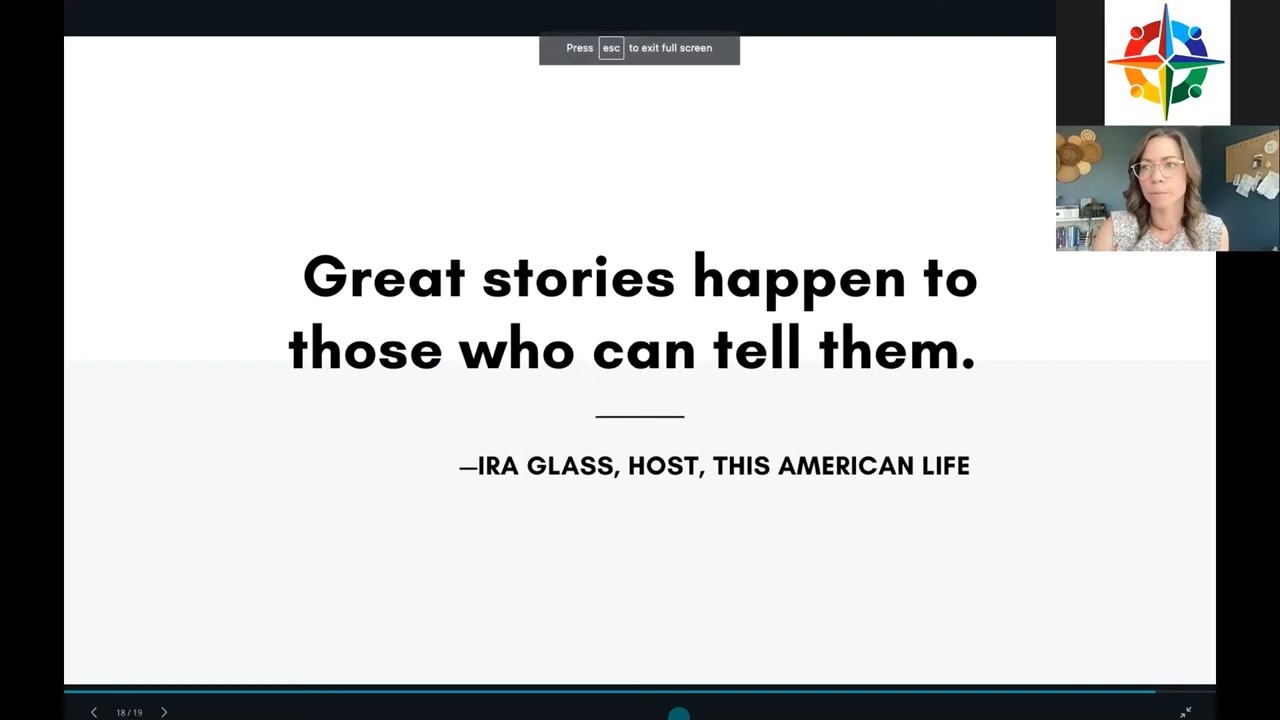 Press esc to exit full screen
Great stories happen to
those who can tell them.
—IRA GLASS, HOST, THIS AMERICAN LIFE
18 / 19